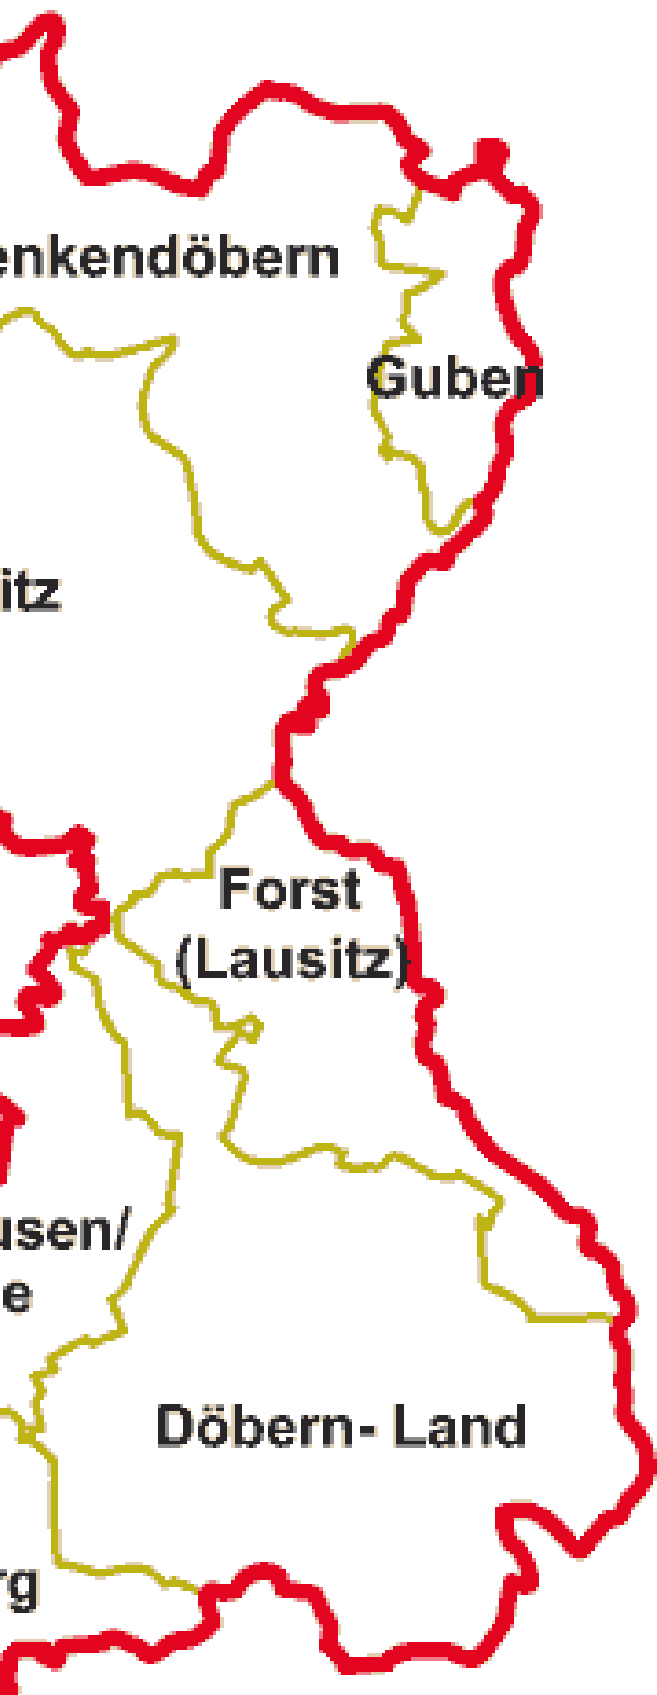 enkendöbern
Guben
itz
Forst
(Lausitz)
usen/
e
Döbern- Land
rg